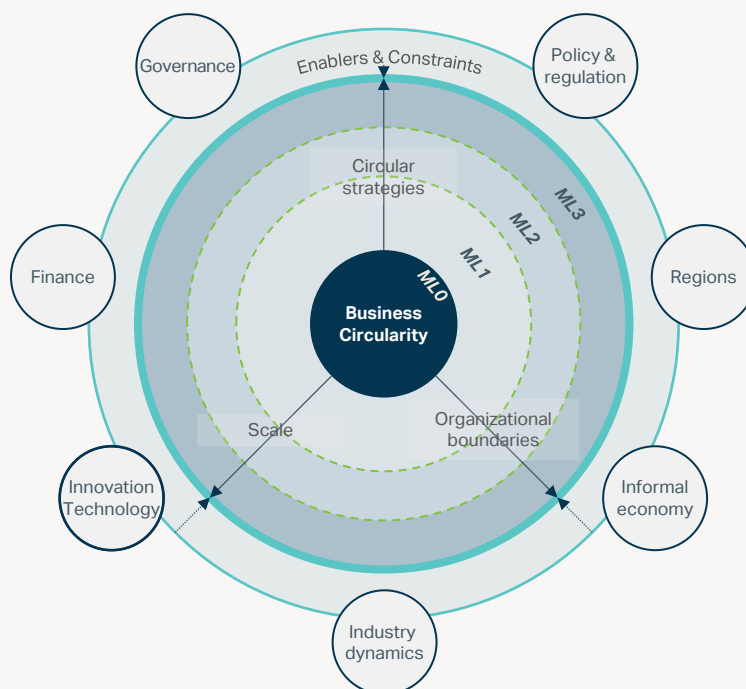 Governance
Enablers & Constraints
Policy &
regulation
Circular
strategies
ML3
ML2
ML1
ML0
Finance
Business
Circularity
Regions
Scale
Organizational
boundaries
Innovation
Technology
Informal
economy
Industry
dynamics